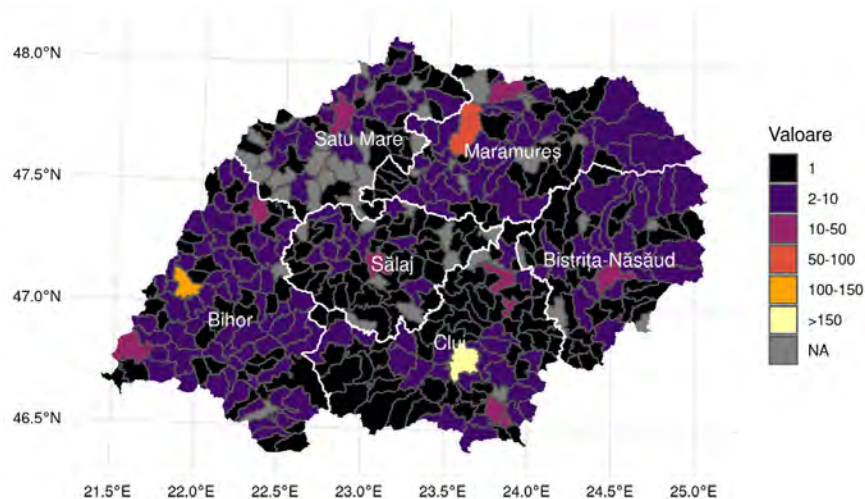 48.0°N
47.5°N
47.0°N
46.5°N
Satu Mare
Maramureș
Sălaj
Bistrița-Năsăud
Bihor
Cluj
21.5°E 22.0°E 22.5°E 23.0°E 23.5°E 24.0°E 24.5°E 25.0°E
Valoare
1
2-10
10-50
50-100
100-150
>150
NA